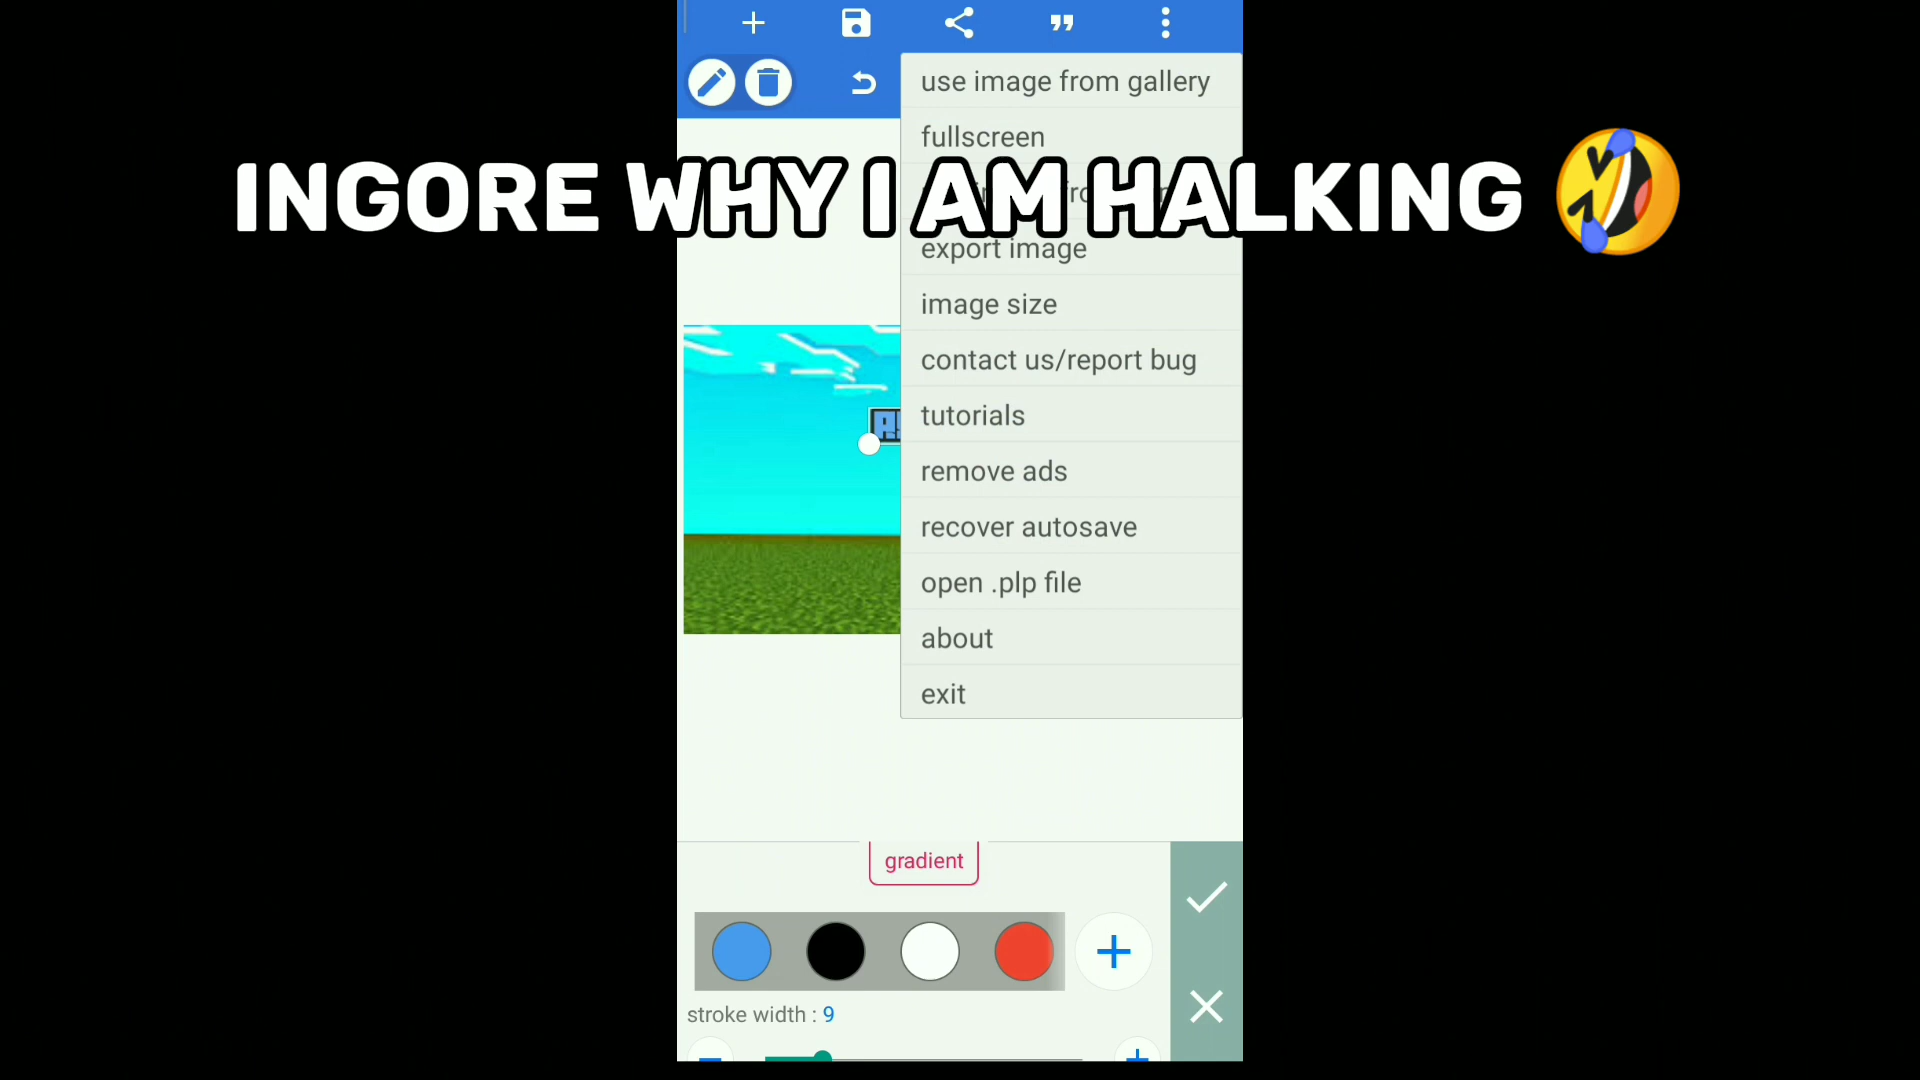 use image from gallery
fullscreen
INGORE WHY I AM HALKING 🤣
export image
image size
contact us/report bug
tutorials
remove ads
recover autosave
open .plp file
about
exit
gradient
stroke width : 9